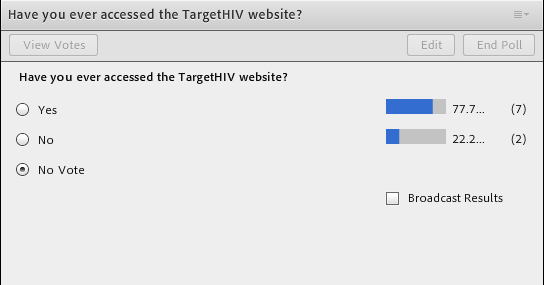 Have you ever accessed the TargetHIV website?
View Votes Edit End Poll
Have you ever accessed the TargetHIV website?
Yes 77.7... (7)
No 22.2... (2)
No Vote
Broadcast Results